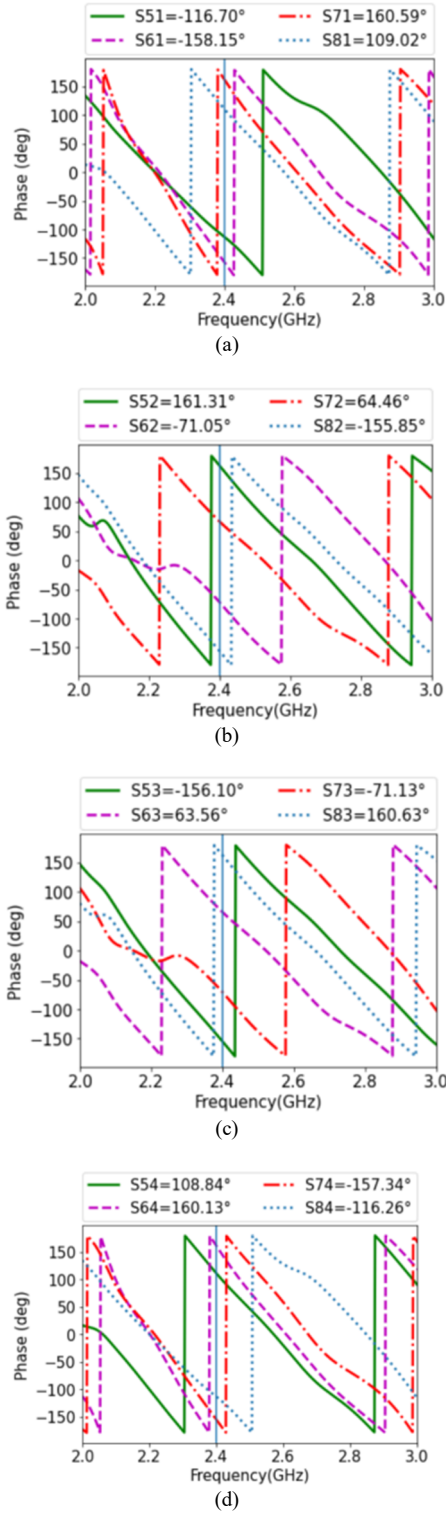 S51=-116.70° S71=160.59°
S61=-158.15° S81=109.02°
150
100
50
0
−50
−100
−150
Phase (deg)
2.0 2.2 2.4 2.6 2.8 3.0
Frequency(GHz)
(a)
S52=161.31° S72=64.46°
S62=-71.05° S82=-155.85°
150
100
50
0
−50
−100
−150
Phase (deg)
2.0 2.2 2.4 2.6 2.8 3.0
Frequency(GHz)
(b)
S53=-156.10° S73=-71.13°
S63=63.56° S83=160.63°
150
100
50
0
−50
−100
−150
Phase (deg)
2.0 2.2 2.4 2.6 2.8 3.0
Frequency(GHz)
(c)
S54=108.84° S74=-157.34°
S64=160.13° S84=-116.26°
150
100
50
0
−50
−100
−150
Phase (deg)
2.0 2.2 2.4 2.6 2.8 3.0
Frequency(GHz)
(d)